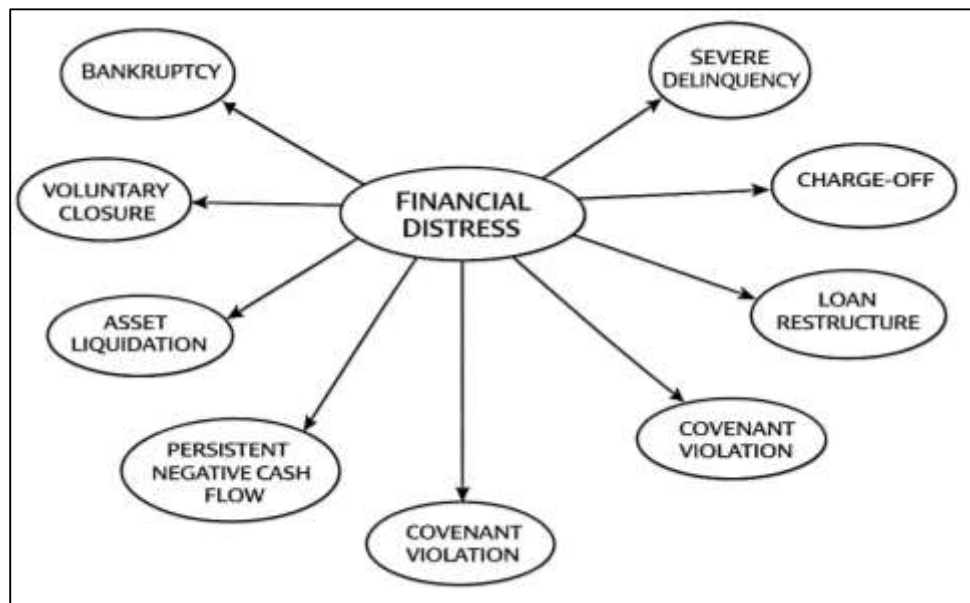 BANKRUPTCY
SEVERE
DELINQUENCY
VOLUNTARY
CLOSURE
FINANCIAL
DISTRESS
CHARGE-OFF
ASSET
LIQUIDATION
LOAN
RESTRUCTURE
PERSISTENT
NEGATIVE CASH
FLOW
COVENANT
VIOLATION
COVENANT
VIOLATION